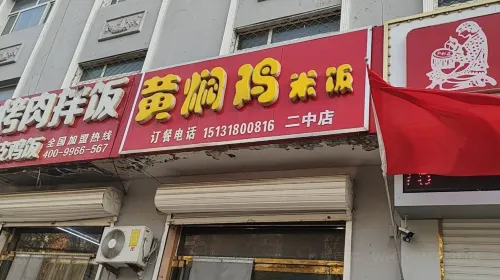 烤肉拌饭
鸡饭
全国加盟热线
400-9966-567
黄焖鸡米饭
订餐电话 15131800816 二中店